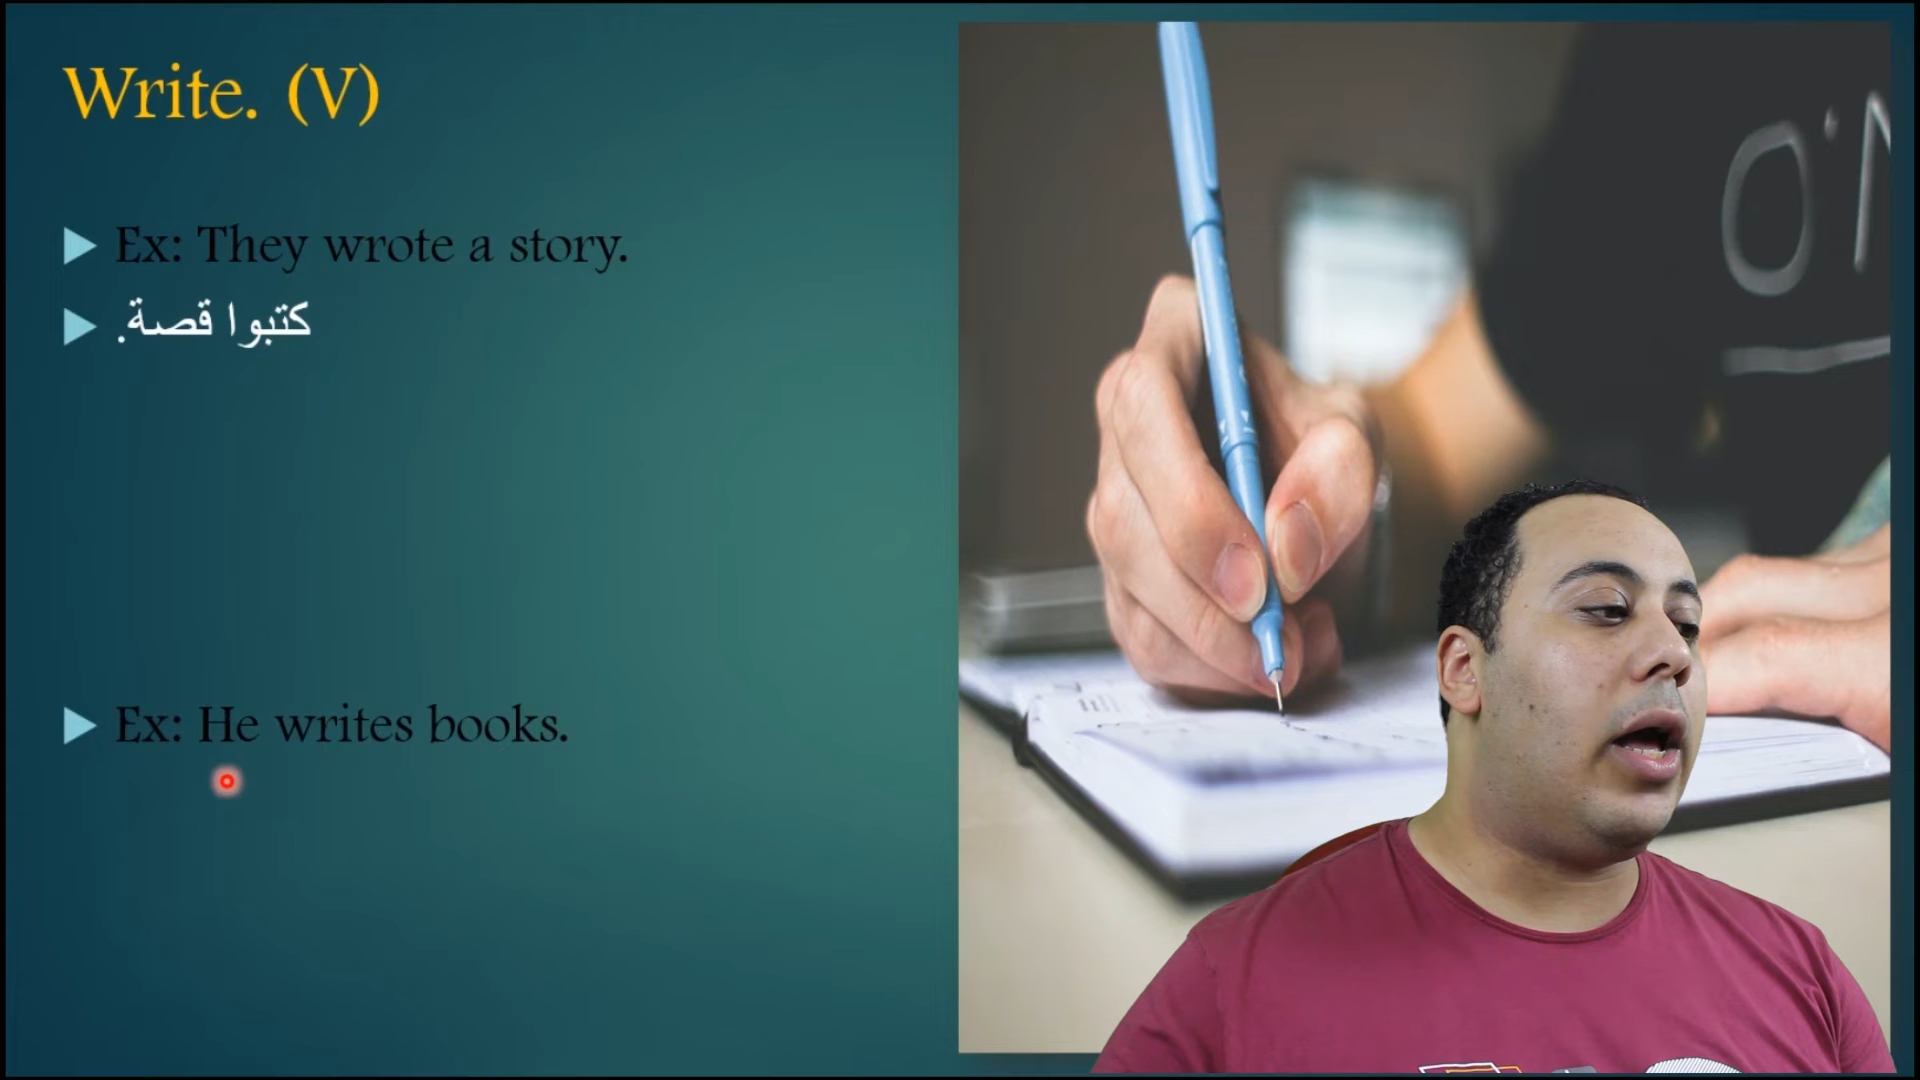 Write. (V)
Ex: They wrote a story.
كتبوا قصة.
Ex: He writes books.